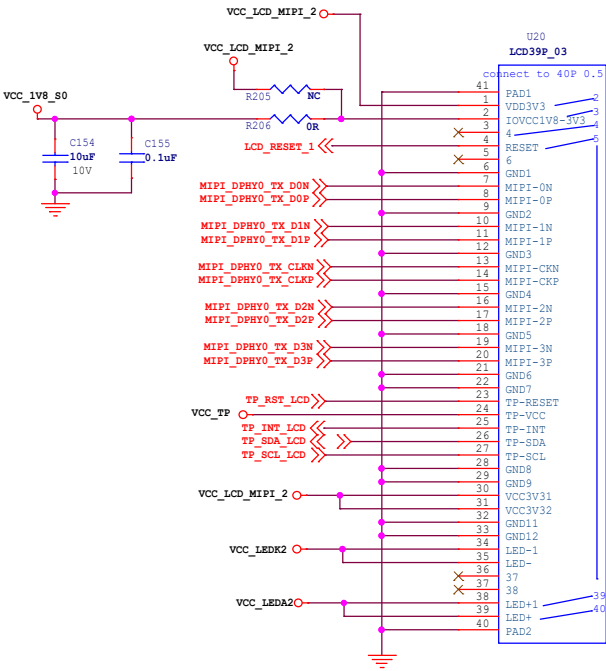 VCC_LCD_MIPI_2
U20
VCC_LCD_MIPI_2
LCD39P_03
connect to 40P 0.5
VCC_1V8_S0
R205 NC
R206 0R
C154
10uF
10V
C155
0.1uF
LCD_RESET_1
MIPI_DPHY0_TX_D0N
MIPI_DPHY0_TX_D0P
MIPI_DPHY0_TX_D1N
MIPI_DPHY0_TX_D1P
MIPI_DPHY0_TX_CLKN
MIPI_DPHY0_TX_CLKP
MIPI_DPHY0_TX_D2N
MIPI_DPHY0_TX_D2P
MIPI_DPHY0_TX_D3N
MIPI_DPHY0_TX_D3P
TP_RST_LCD
VCC_TP
TP_INT_LCD
TP_SDA_LCD
TP_SCL_LCD
VCC_LCD_MIPI_2
VCC_LEDK2
VCC_LEDA2
41 PAD1
1 VDD3V3 2
2 IOVCC1V8-3V3 3
3 4 4
4 RESET 5
5 6
6 GND1
7 MIPI-0N
8 MIPI-0P
9 GND2
10 MIPI-1N
11 MIPI-1P
12 GND3
13 MIPI-CKN
14 MIPI-CKP
15 GND4
16 MIPI-2N
17 MIPI-2P
18 GND5
19 MIPI-3N
20 MIPI-3P
21 GND6
22 GND7
23 TP-RESET
24 TP-VCC
25 TP-INT
26 TP-SDA
27 TP-SCL
28 GND8
29 GND9
30 VCC3V31
31 VCC3V32
32 GND11
33 GND12
34 LED-1
35 LED-
36 37
37 38
38 LED+1 39
39 LED+ 40
40 PAD2